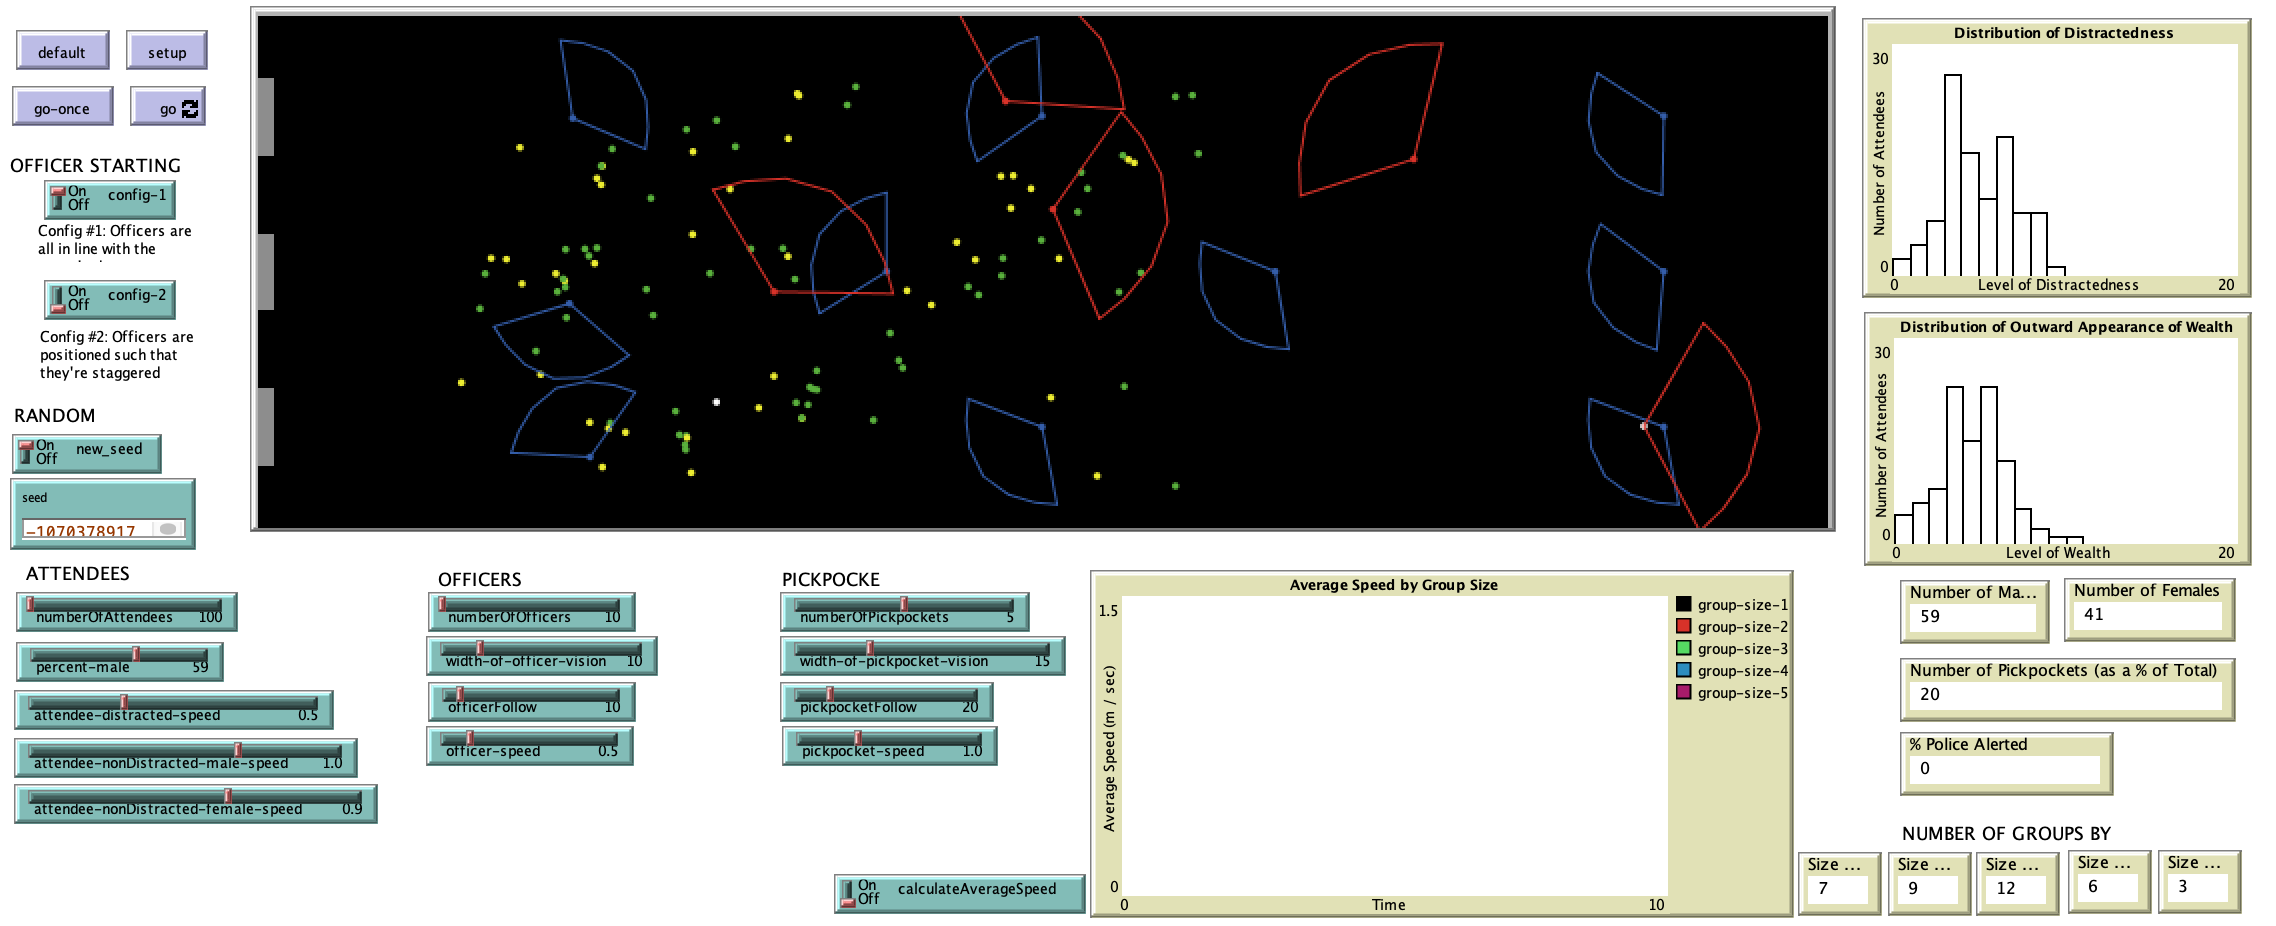 default
setup
go-once
go
OFFICER STARTING
On
Off
config-1
Config #1: Officers are
all in line with the
On
Off
config-2
Config #2: Officers are
positioned such that
they're staggered
RANDOM
On
Off
new_seed
seed
-1070378917
Distribution of Distractedness
30
Number of Attendees
0
0
Level of Distractedness
20
Distribution of Outward Appearance of Wealth
30
Number of Attendees
0
0
Level of Wealth
20
ATTENDEES
numberOfAttendees 100
percent-male 59
attendee-distracted-speed 0.5
attendee-nonDistracted-male-speed 1.0
attendee-nonDistracted-female-speed 0.9
OFFICERS
numberOfOfficers 10
width-of-officer-vision 10
officerFollow 10
officer-speed 0.5
PICKPOCKE
numberOfPickpockets 5
width-of-pickpocket-vision 15
pickpocketFollow 20
pickpocket-speed 1.0
On
Off
calculateAverageSpeed
Average Speed by Group Size
1.5
Average Speed (m / sec)
0
0
Time
10
group-size-1
group-size-2
group-size-3
group-size-4
group-size-5
Number of Ma...
59
Number of Females
41
Number of Pickpockets (as a % of Total)
20
% Police Alerted
0
NUMBER OF GROUPS BY
Size ...
7
Size ...
9
Size ...
12
Size ...
6
Size ...
3